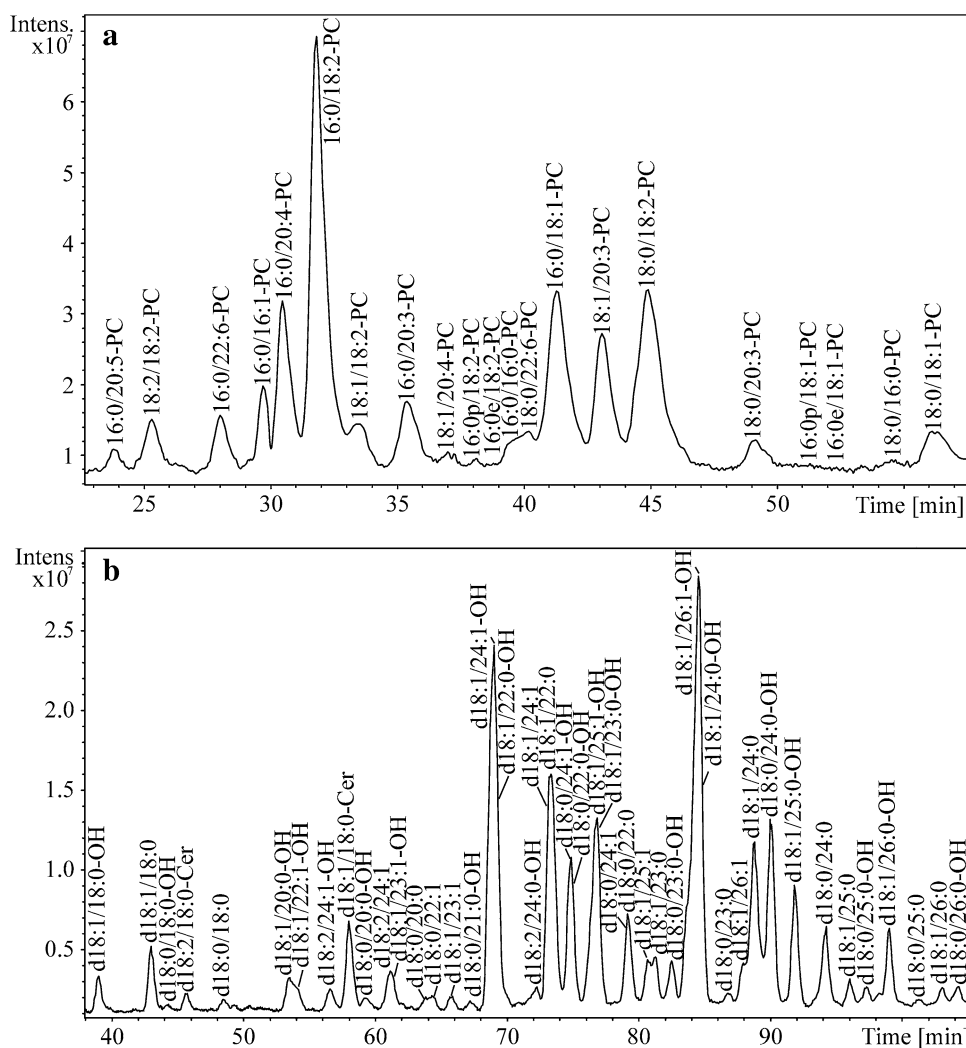 a
Intens.
x10⁷
6
5
4
3
2
1
16:0/20:5-PC
18:2/18:2-PC
16:0/22:6-PC
16:0/16:1-PC
16:0/20:4-PC
16:0/18:2-PC
18:1/18:2-PC
16:0/20:3-PC
18:1/20:4-PC
16:0p/18:2-PC
16:0e/18:2-PC
16:0/16:0-PC
18:0/22:6-PC
16:0/18:1-PC
18:1/20:3-PC
18:0/18:2-PC
18:0/20:3-PC
16:0p/18:1-PC
16:0e/18:1-PC
18:0/16:0-PC
18:0/18:1-PC
25 30 35 40 45 50 Time [min]
b
Intens
x10⁷
2.5
2.0
1.5
1.0
0.5
d18:1/18:0-OH
d18:1/18:0
d18:0/18:0-OH
d18:2/18:0-Cer
d18:0/18:0
d18:1/20:0-OH
d18:1/22:1-OH
d18:2/24:1-OH
d18:1/18:0-Cer
d18:0/20:0-OH
d18:2/24:1
d18:1/23:1-OH
d18:0/20:0
d18:0/22:1
d18:1/23:1
d18:0/21:0-OH
d18:1/24:1-OH
d18:1/22:0-OH
d18:2/24:0-OH
d18:1/24:1
d18:1/22:0
d18:0/24:1-OH
d18:0/22:0-OH
d18:1/25:1-OH
d18:1/23:0-OH
d18:0/24:1
d18:0/22:0
d18:1/25:1
d18:1/23:0
d18:0/23:0-OH
d18:1/26:1-OH
d18:1/24:0-OH
d18:0/23:0
d18:1/26:1
d18:1/24:0
d18:0/24:0-OH
d18:1/25:0-OH
d18:0/24:0
d18:1/25:0
d18:0/25:0-OH
d18:1/26:0-OH
d18:0/25:0
d18:1/26:0
d18:0/26:0-OH
40 50 60 70 80 90 Time [min]